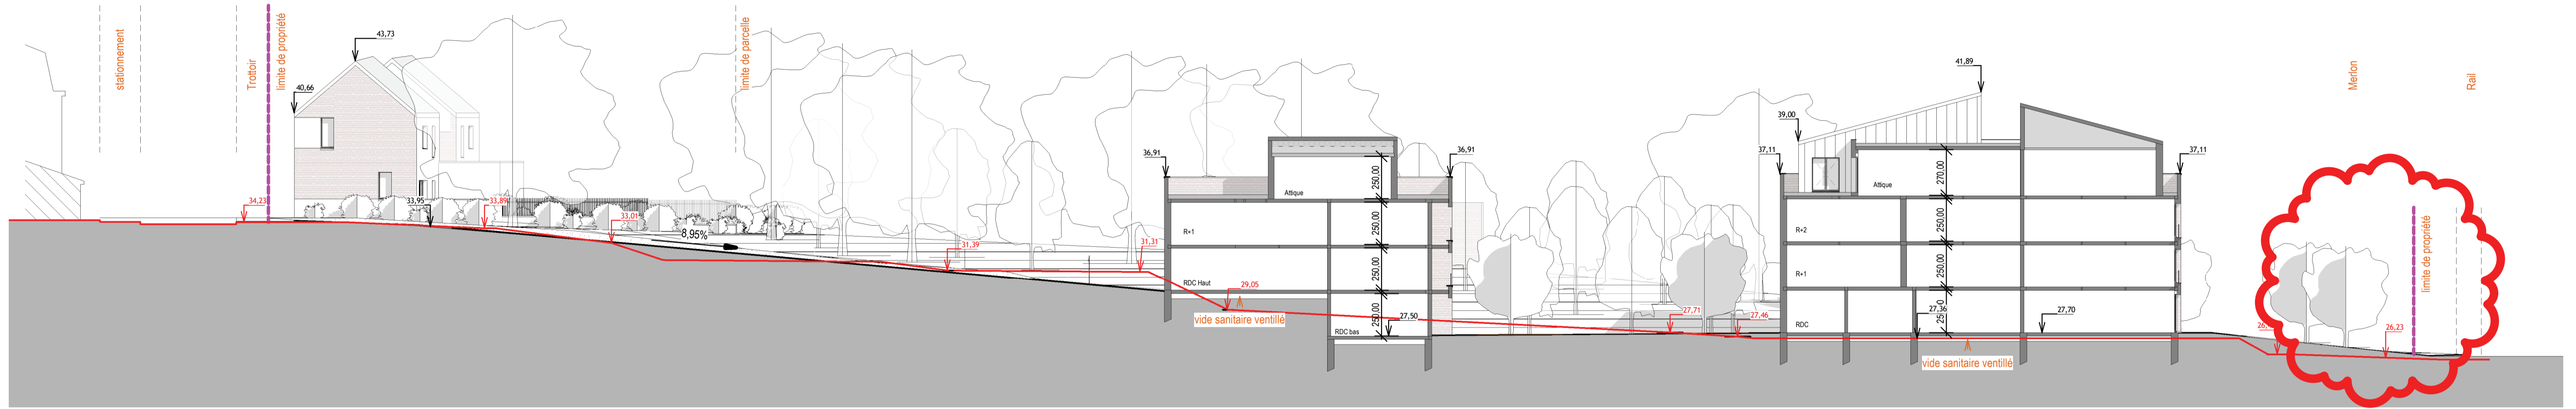 stationnement
Trottoir
limite de propriété
limite de parcelle
43,73
40,66
34,23
33,95
33,89
33,01
8,95%
31,39
31,31
36,91
36,91
Attique
250,00
R+1
250,00
RDC Haut
250,00
29,05
vide sanitaire ventillé
RDC bas
250,00
27,50
27,71
27,46
41,89
39,00
37,11
37,11
Attique
270,00
R+2
250,00
R+1
250,00
RDC
27,36
27,70
vide sanitaire ventillé
Merlon
Rail
limite de propriété
26,23